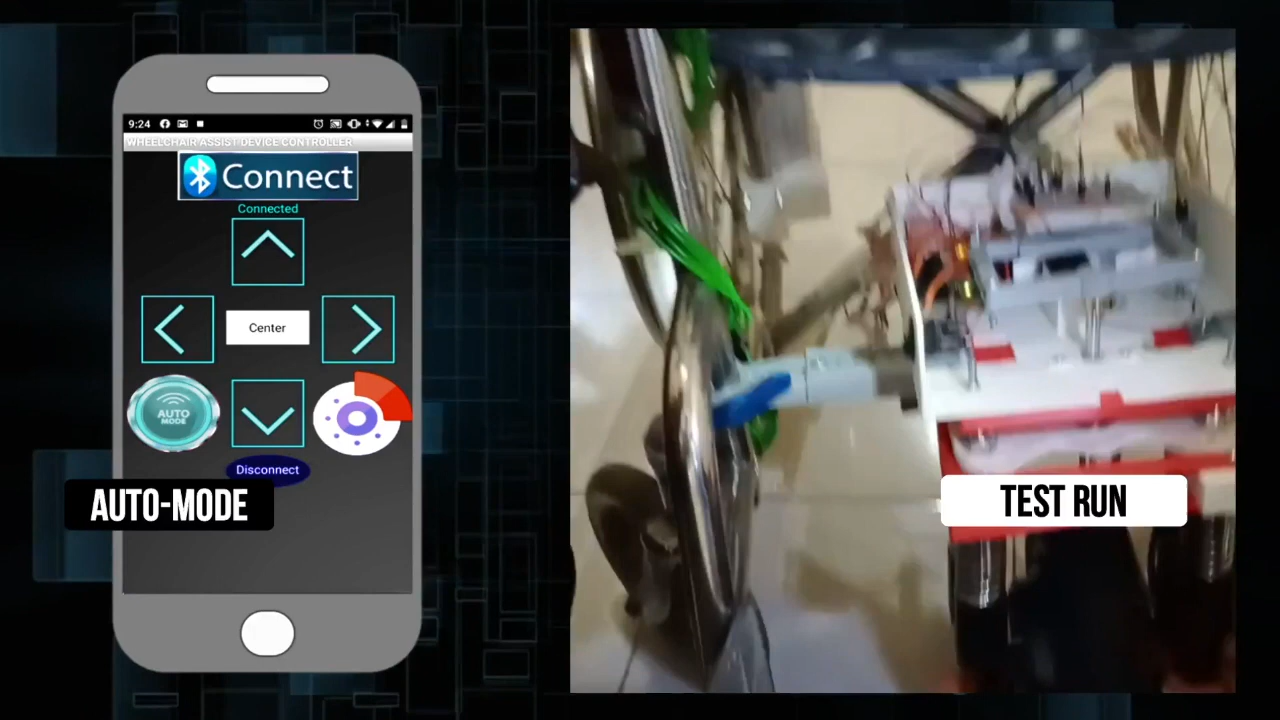 9:24
WHEELCHAIR ASSIST DEVICE CONTROLLER
Connect
Connected
Center
AUTO
MODE
Disconnect
AUTO-MODE
TEST RUN